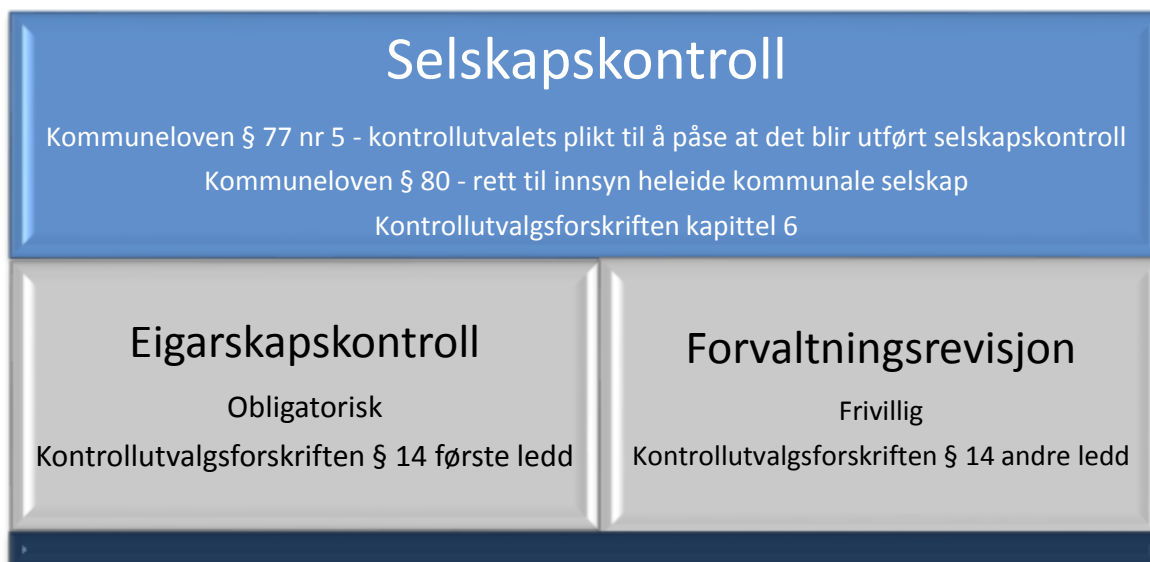 Selskapskontroll
Kommuneloven § 77 nr 5 - kontrollutvalets plikt til å påse at det blir utført selskapskontroll
Kommuneloven § 80 - rett til innsyn heleide kommunale selskap
Kontrollutvalgsforskriften kapittel 6
Eigarskapskontroll
Obligatorisk
Kontrollutvalgsforskriften § 14 første ledd
Forvaltningsrevisjon
Frivillig
Kontrollutvalgsforskriften § 14 andre ledd